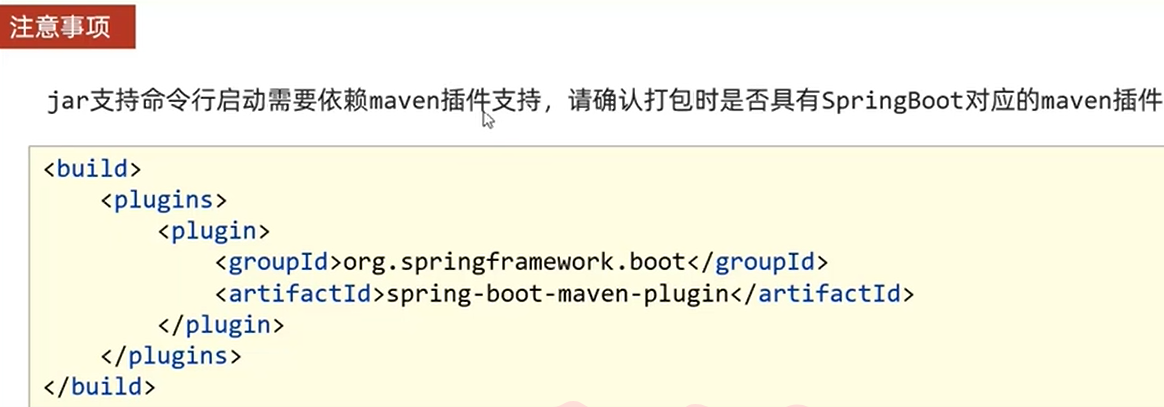 注意事项
jar支持命令行启动需要依赖maven插件支持，请确认打包时是否具有SpringBoot对应的maven插件
<build>
    <plugins>
        <plugin>
            <groupId>org.springframework.boot</groupId>
            <artifactId>spring-boot-maven-plugin</artifactId>
        </plugin>
    </plugins>
</build>